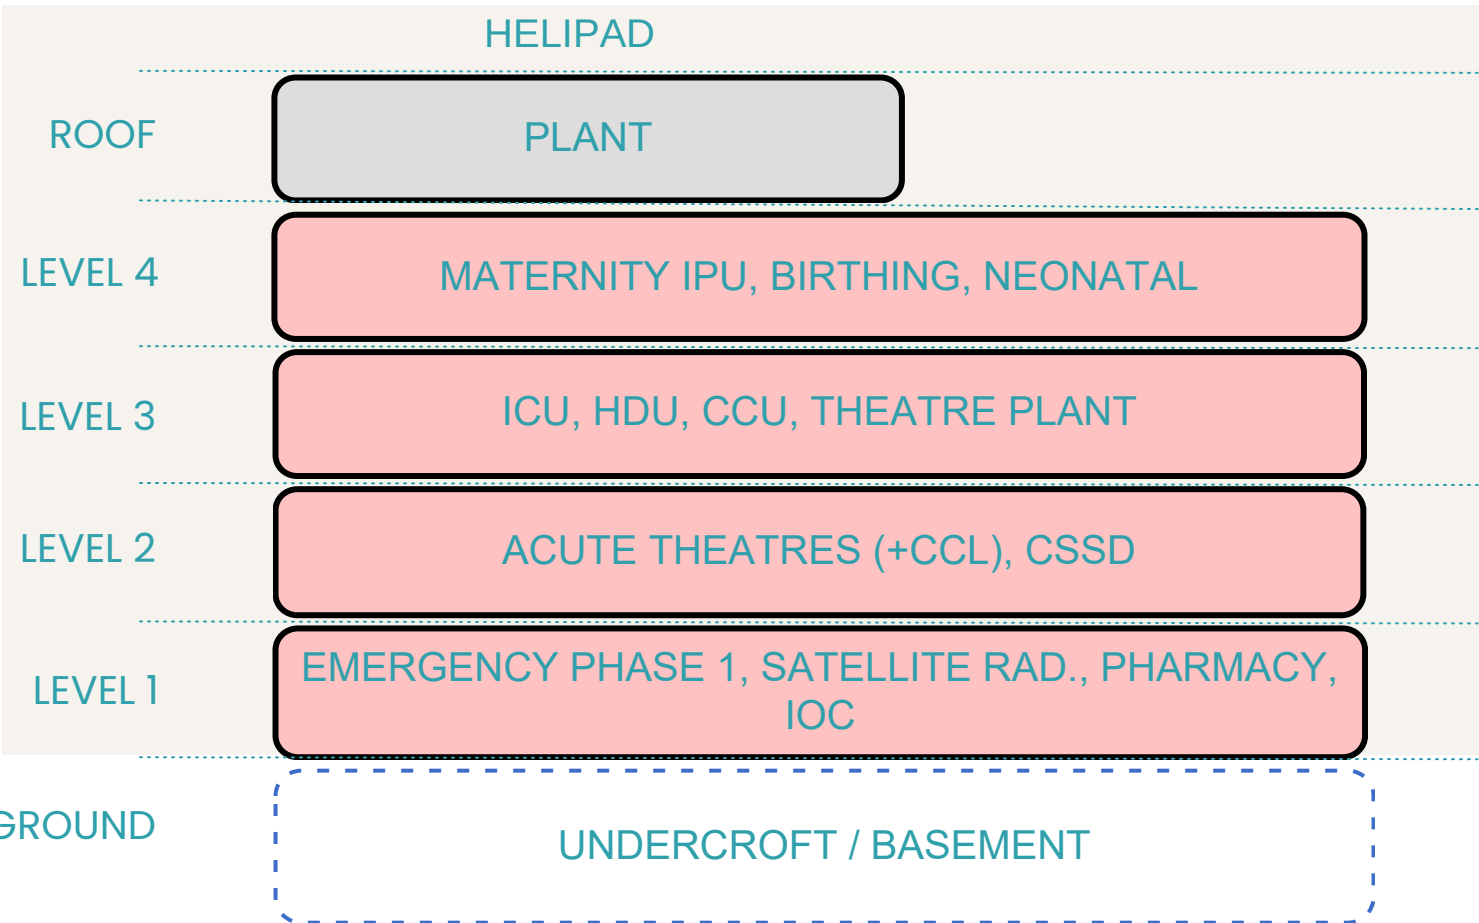 HELIPAD
ROOF
PLANT
LEVEL 4
MATERNITY IPU, BIRTHING, NEONATAL
LEVEL 3
ICU, HDU, CCU, THEATRE PLANT
LEVEL 2
ACUTE THEATRES (+CCL), CSSD
LEVEL 1
EMERGENCY PHASE 1, SATELLITE RAD., PHARMACY,
IOC
GROUND
UNDERCROFT / BASEMENT